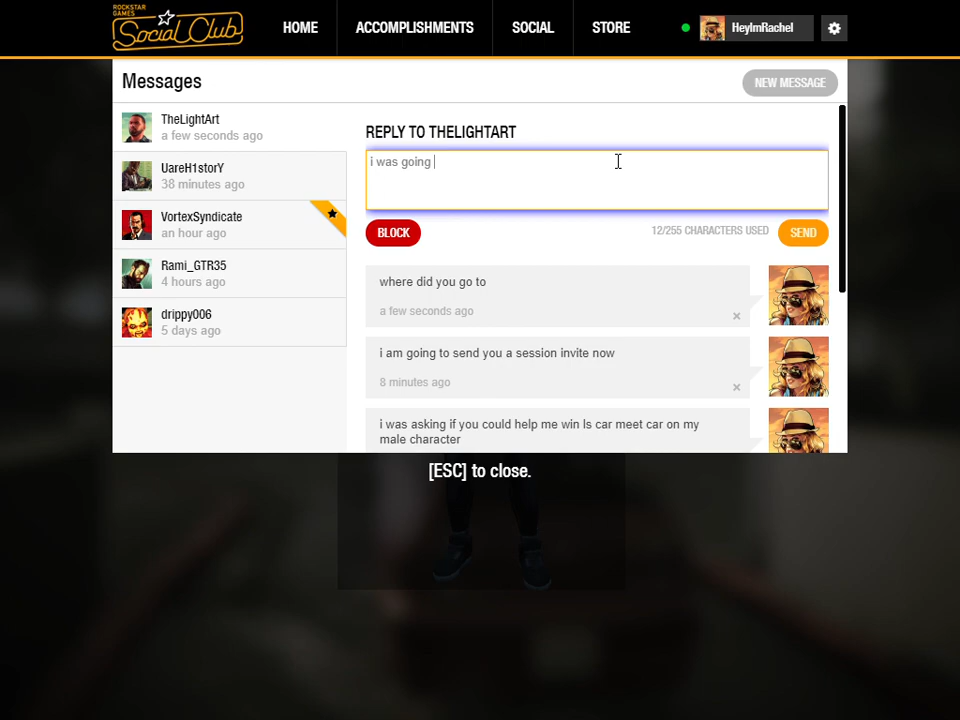 ROCKSTAR
GAMES
Social Club
HOME
ACCOMPLISHMENTS
SOCIAL
STORE
HeyImRachel
Messages
NEW MESSAGE
TheLightArt
a few seconds ago
UareH1storY
38 minutes ago
VortexSyndicate
an hour ago
Rami_GTR35
4 hours ago
drippy006
5 days ago
REPLY TO THELIGHTART
i was going
BLOCK
12/255 CHARACTERS USED
SEND
where did you go to
a few seconds ago
i am going to send you a session invite now
8 minutes ago
i was asking if you could help me win ls car meet car on my
male character
[ESC] to close.